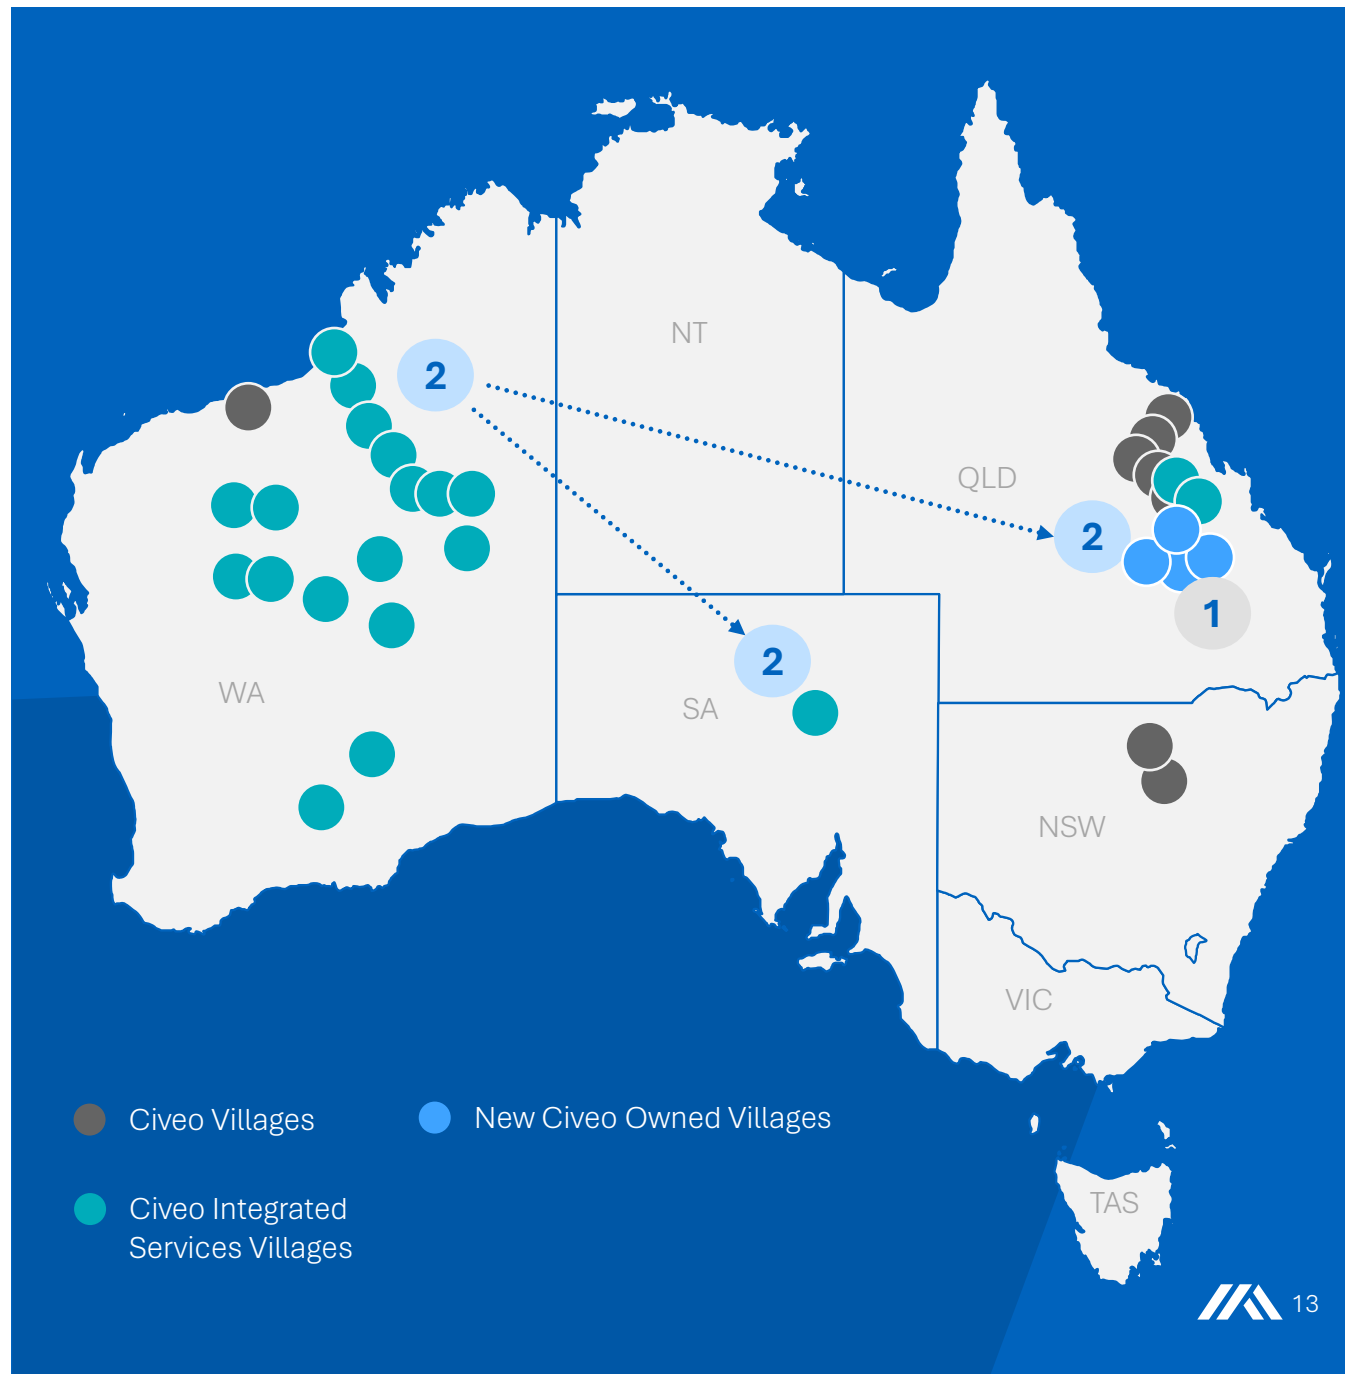 NT
2
QLD
2
1
2
WA
SA
NSW
VIC
Civeo Villages
New Civeo Owned Villages
TAS
Civeo Integrated
Services Villages
13